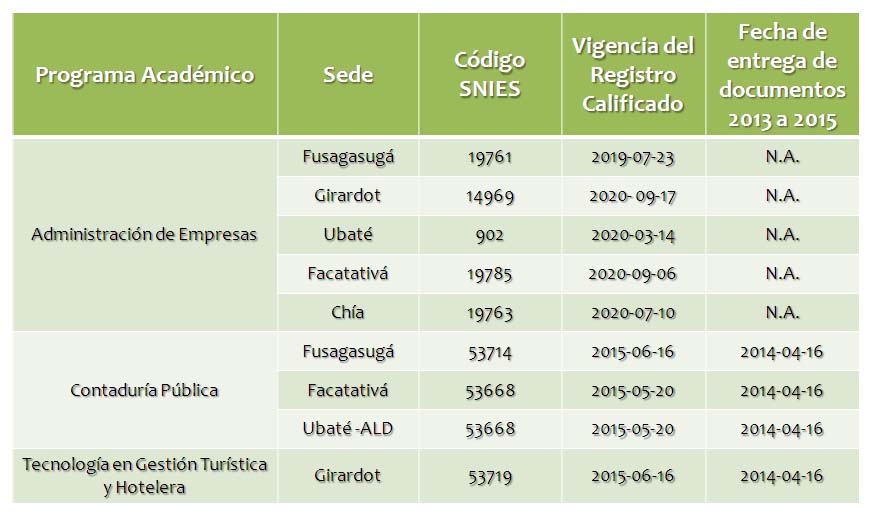 Programa Académico
Sede
Código
SNIES
Vigencia del
Registro
Calificado
Fecha de
entrega de
documentos
2013 a 2015
Administración de Empresas
Fusagasugá 19761 2019-07-23 N.A.
Girardot 14969 2020- 09-17 N.A.
Ubaté 902 2020-03-14 N.A.
Facatativá 19785 2020-09-06 N.A.
Chía 19763 2020-07-10 N.A.
Contaduría Pública
Fusagasugá 53714 2015-06-16 2014-04-16
Facatativá 53668 2015-05-20 2014-04-16
Ubaté -ALD 53668 2015-05-20 2014-04-16
Tecnología en Gestión Turística
y Hotelera
Girardot 53719 2015-06-16 2014-04-16